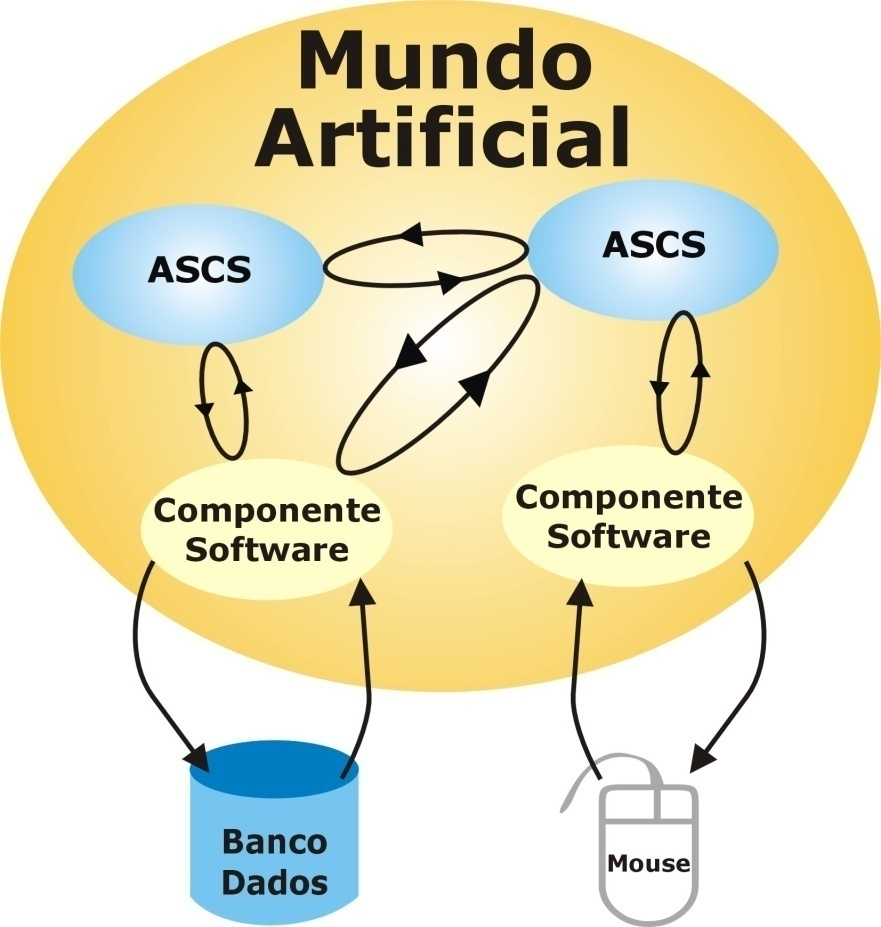 Mundo
Artificial
ASCS
ASCS
Componente
Software
Componente
Software
Banco
Dados
Mouse